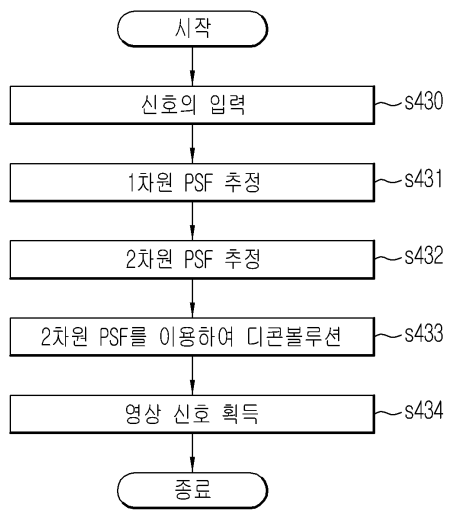 시작
신호의 입력
s430
1차원 PSF 추정
s431
2차원 PSF 추정
s432
2차원 PSF를 이용하여 디콘볼루션
s433
영상 신호 획득
s434
종료